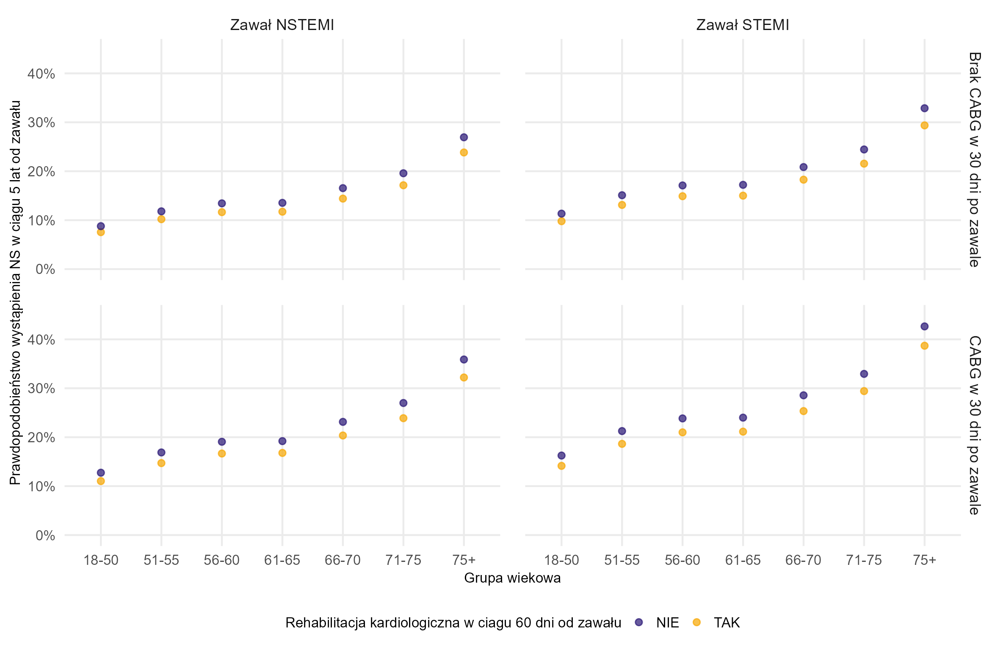 Zawał NSTEMI
Zawał STEMI
Prawdopodobieństwo wystąpienia NS w ciągu 5 lat od zawału
40%
30%
20%
10%
0%
Brak CABG w 30 dni po zawale
40%
30%
20%
10%
0%
CABG w 30 dni po zawale
18-50 51-55 56-60 61-65 66-70 71-75 75+
18-50 51-55 56-60 61-65 66-70 71-75 75+
Grupa wiekowa
Rehabilitacja kardiologiczna w ciagu 60 dni od zawału NIE TAK